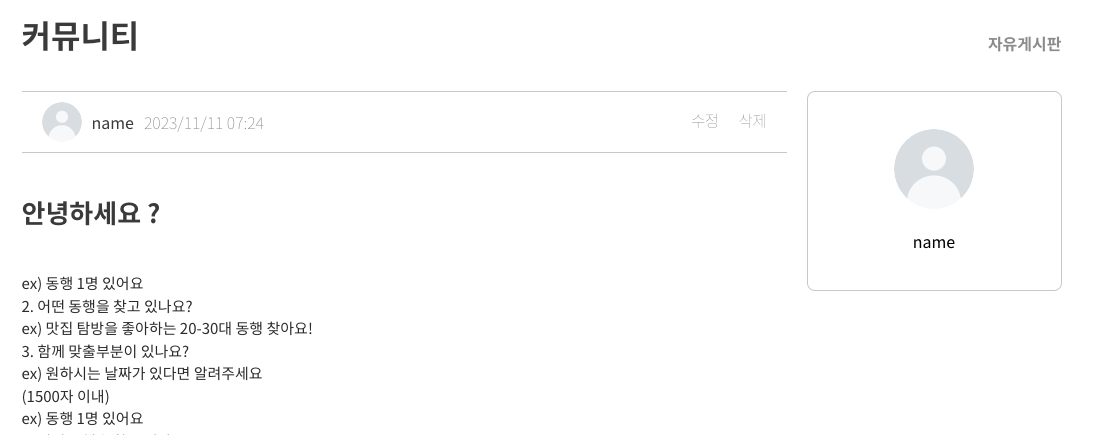 커뮤니티
자유게시판
name 2023/11/11 07:24
수정 삭제
name
안녕하세요 ?
ex) 동행 1명 있어요
2. 어떤 동행을 찾고 있나요?
ex) 맛집 탐방을 좋아하는 20-30대 동행 찾아요!
3. 함께 맞출부분이 있나요?
ex) 원하시는 날짜가 있다면 알려주세요
(1500자 이내)
ex) 동행 1명 있어요